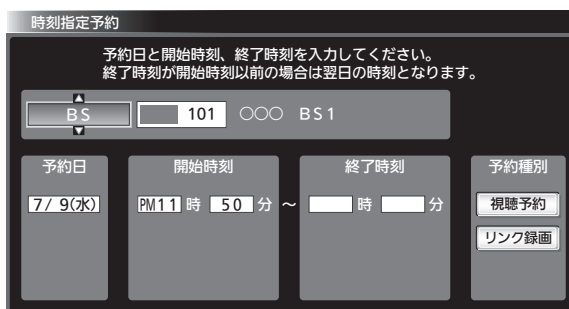 時刻指定予約
予約日と開始時刻、終了時刻を入力してください。
終了時刻が開始時刻以前の場合は翌日の時刻となります。
BS 101 ○○○ BS1
予約日 開始時刻 終了時刻 予約種別
7/ 9(水) PM11 時 50 分 ～ 時 分 視聴予約
リンク録画